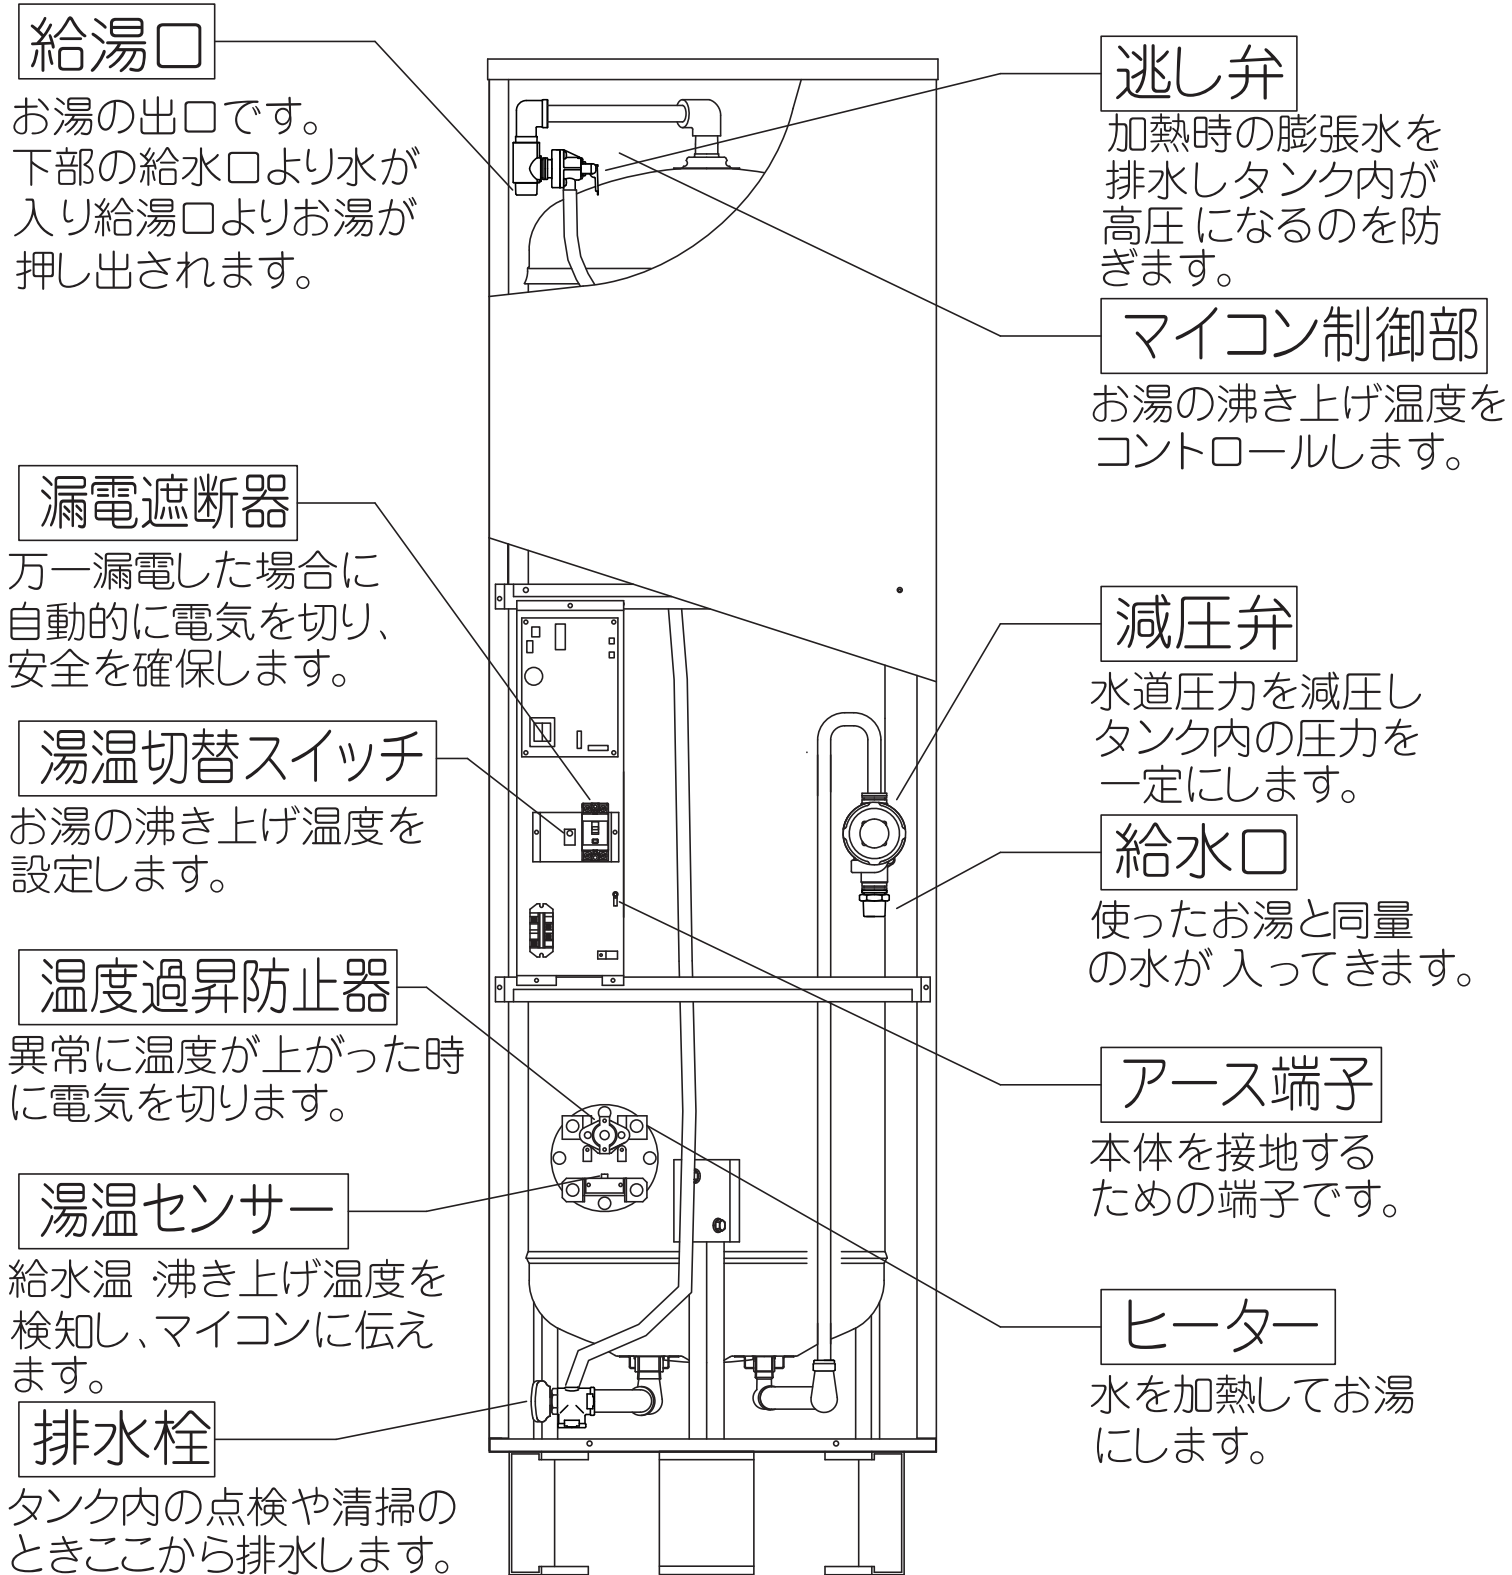 給湯口
お湯の出口です。
下部の給水口より水が
入り給湯口よりお湯が
押し出されます。
漏電遮断器
万一漏電した場合に
自動的に電気を切り、
安全を確保します。
湯温切替スイッチ
お湯の沸き上げ温度を
設定します。
温度過昇防止器
異常に温度が上がった時
に電気を切ります。
湯温センサー
給水温・沸き上げ温度を
検知し、マイコンに伝え
ます。
排水栓
タンク内の点検や清掃の
ときここから排水します。
逃し弁
加熱時の膨張水を
排水しタンク内が
高圧になるのを防
ぎます。
マイコン制御部
お湯の沸き上げ温度を
コントロールします。
減圧弁
水道圧力を減圧し
タンク内の圧力を
一定にします。
給水口
使ったお湯と同量
の水が入ってきます。
アース端子
本体を接地する
ための端子です。
ヒーター
水を加熱してお湯
にします。